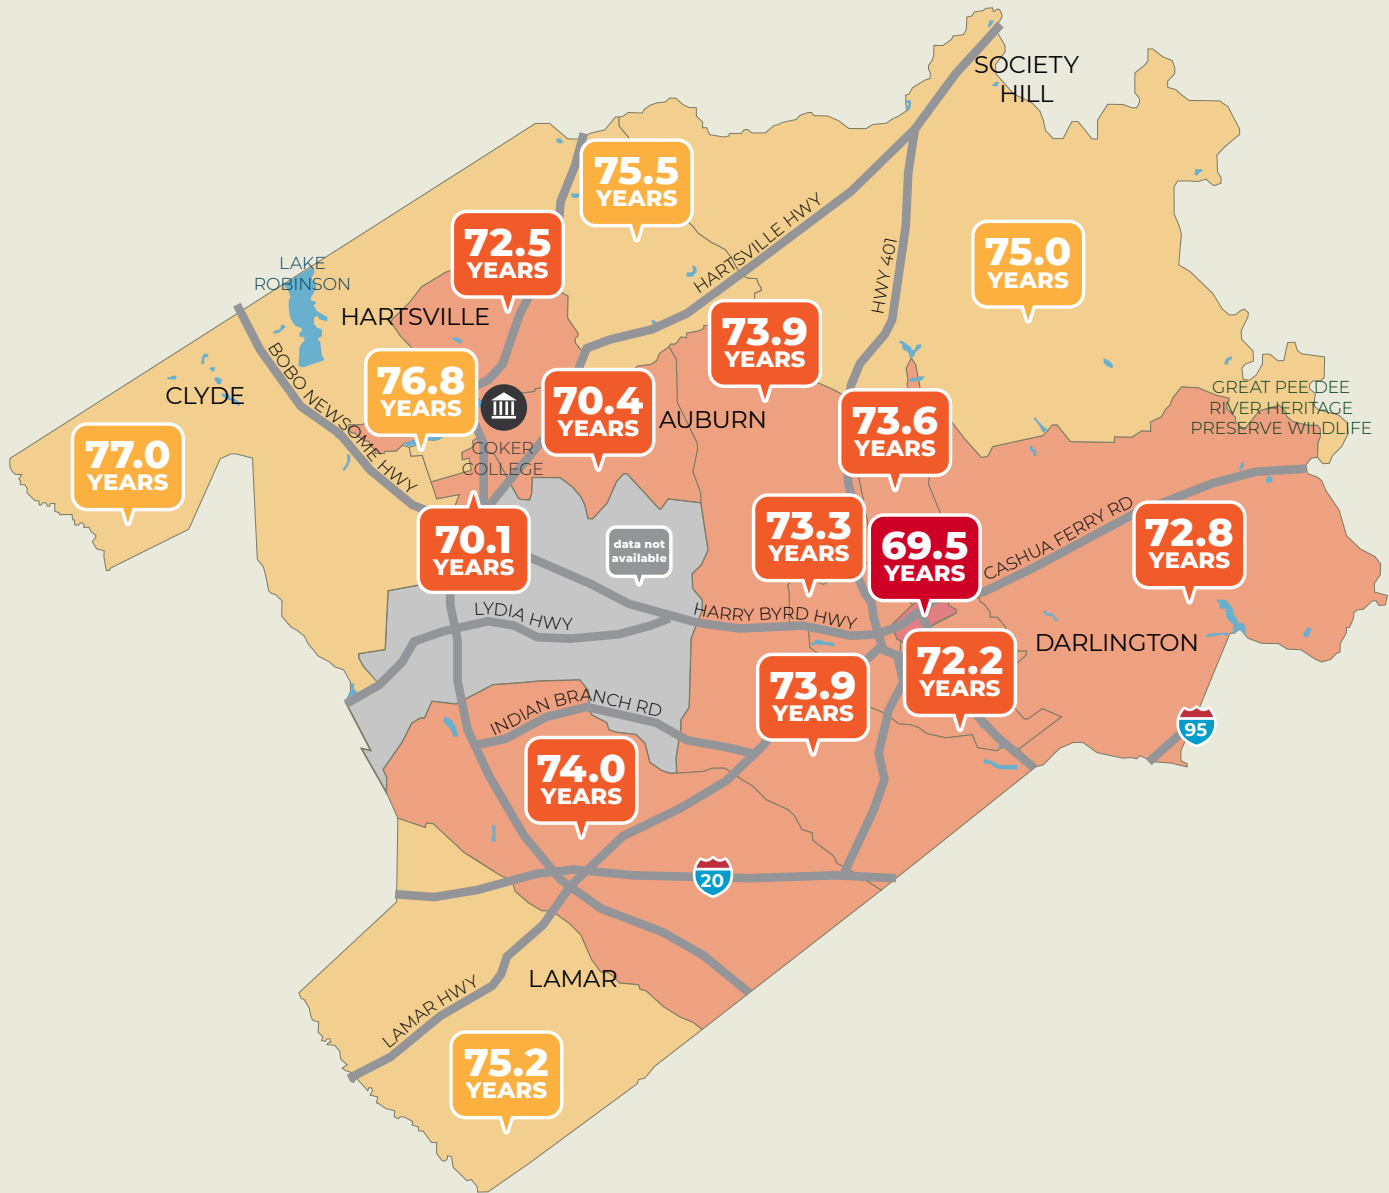 SOCIETY
HILL
75.5
YEARS
72.5
YEARS
HARTSVILLE HWY
HWY 401
75.0
YEARS
LAKE
ROBINSON
HARTSVILLE
73.9
YEARS
BOBO NEWSOME HWY
CLYDE
76.8
YEARS
70.4
YEARS
AUBURN
73.6
YEARS
GREAT PEE DEE
RIVER HERITAGE
PRESERVE WILDLIFE
77.0
YEARS
COKER
COLLEGE
70.1
YEARS
data not
available
73.3
YEARS
69.5
YEARS
CASHUA FERRY RD
72.8
YEARS
LYDIA HWY
HARRY BYRD HWY
DARLINGTON
72.2
YEARS
73.9
YEARS
INDIAN BRANCH RD
95
74.0
YEARS
20
LAMAR
LAMAR HWY
75.2
YEARS